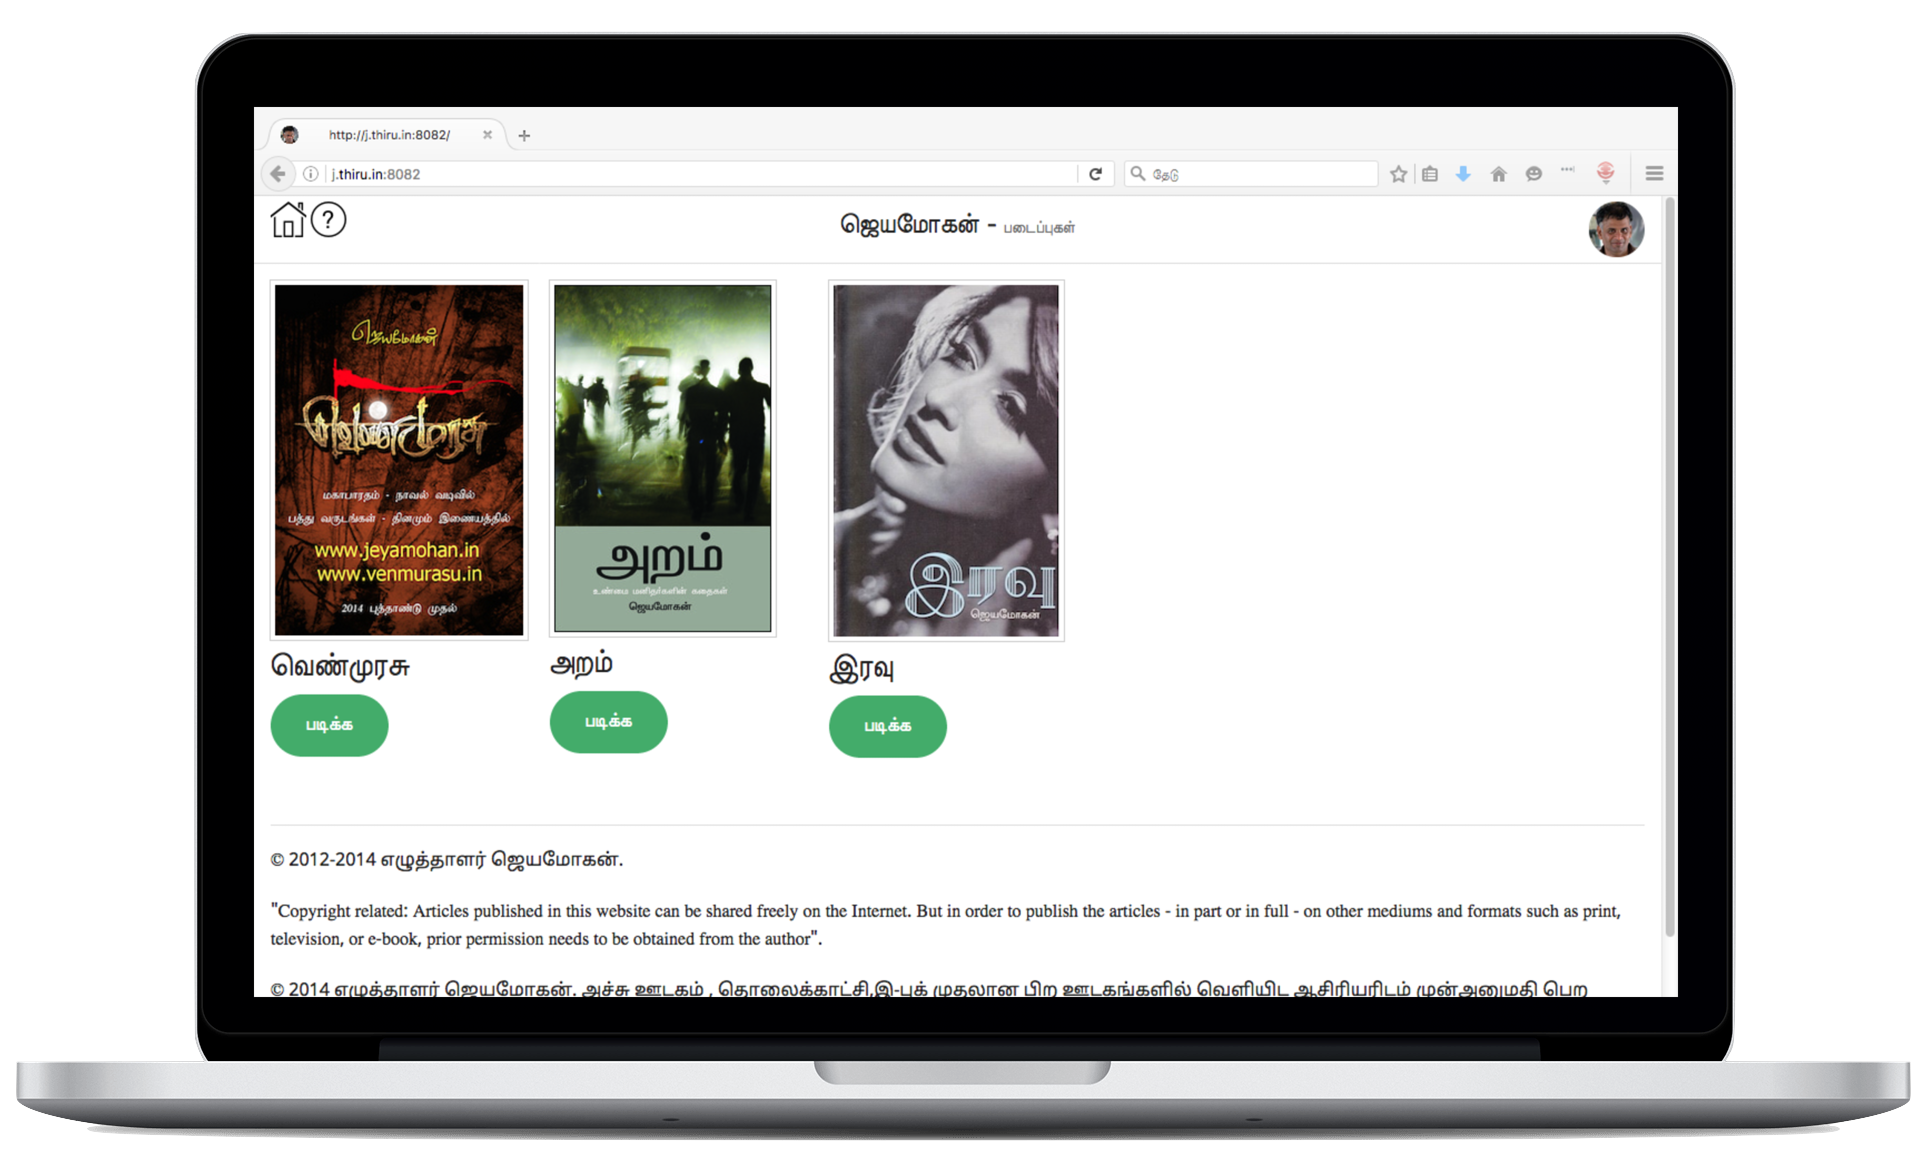 http://j.thiru.in:8082/
j.thiru.in:8082
தேடு
?
ஜெயமோகன் - படைப்புகள்
ஜெயமோகன்
வெண்முரசு
மகாபாரதம் - நாவல் வடிவில்
பத்து வருடங்கள் - தினமும் இணையத்தில்
www.jeyamohan.in
www.venmurasu.in
2014 புத்தாண்டு முதல்
அறம்
உண்மை மனிதர்களின் கதைகள்
ஜெயமோகன்
இரவு
ஜெயமோகன்
வெண்முரசு
அறம்
இரவு
படிக்க
படிக்க
படிக்க
© 2012-2014 எழுத்தாளர் ஜெயமோகன்.
"Copyright related: Articles published in this website can be shared freely on the Internet. But in order to publish the articles - in part or in full - on other mediums and formats such as print,
television, or e-book, prior permission needs to be obtained from the author".
© 2014 எழுத்தாளர் ஜெயமோகன். அச்சு ஊடகம் , தொலைக்காட்சி,இ-புக் முதலான பிற ஊடகங்களில் வெளியிட ஆசிரியரிடம் முன்அனுமதி பெற